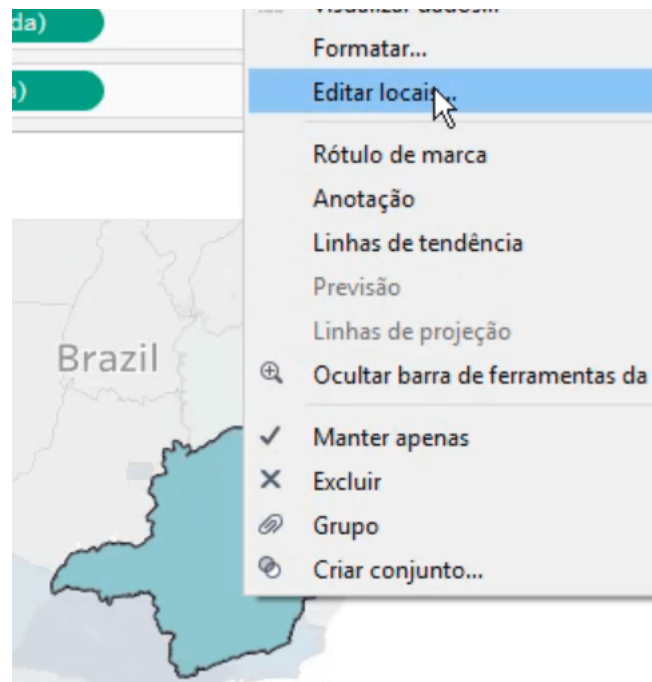 da)
Formatar...
Editar locais...
a)
Rótulo de marca
Anotação
Linhas de tendência
Previsão
Linhas de projeção
Ocultar barra de ferramentas da
Manter apenas
Excluir
Grupo
Criar conjunto...
Brazil